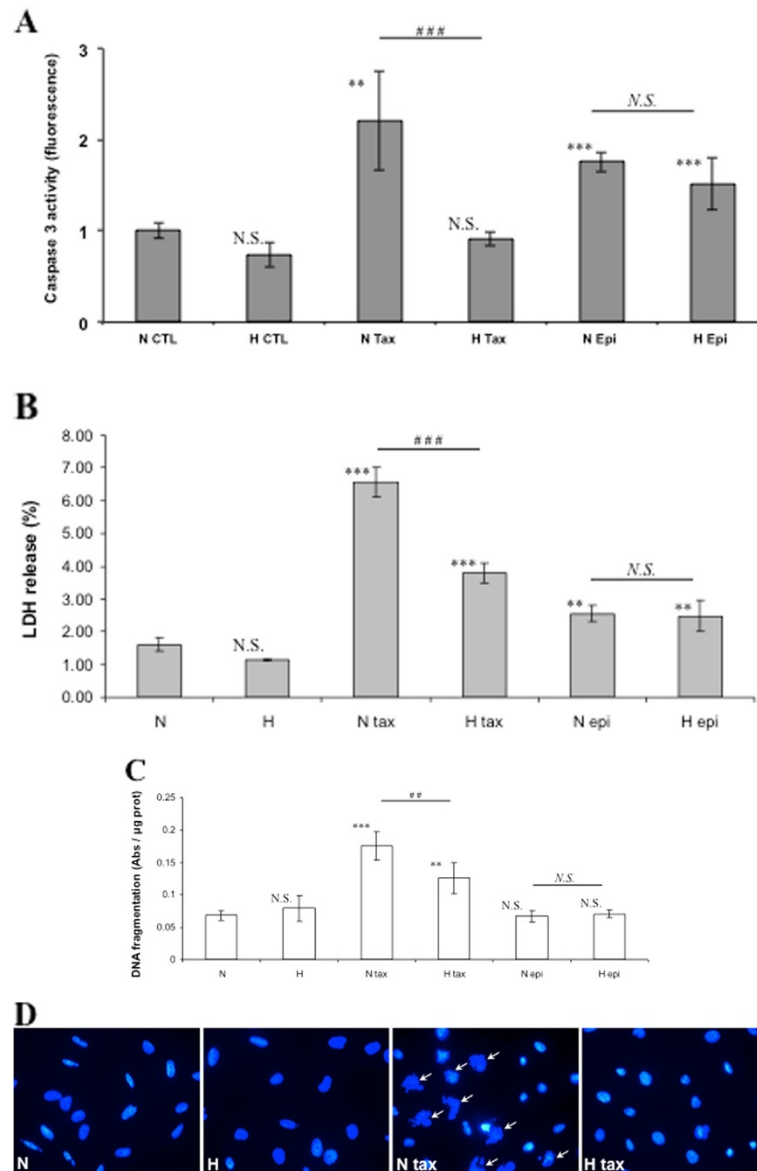 A
Caspase 3 activity (fluorescence)
3
2
1
0
###
**
N.S.
N.S.
N.S.
***
***
N CTL H CTL N Tax H Tax N Epi H Epi
B
LDH release (%)
8.00
7.00
6.00
5.00
4.00
3.00
2.00
1.00
0.00
###
***
N.S.
***
N.S.
**
**
N H N tax H tax N epi H epi
C
DNA fragmentation (Abs / µg prot)
0.25
0.2
0.15
0.1
0.05
0
##
***
N.S.
**
N.S.
N.S.
N.S.
N H N tax H tax N epi H epi
D
N H N tax H tax